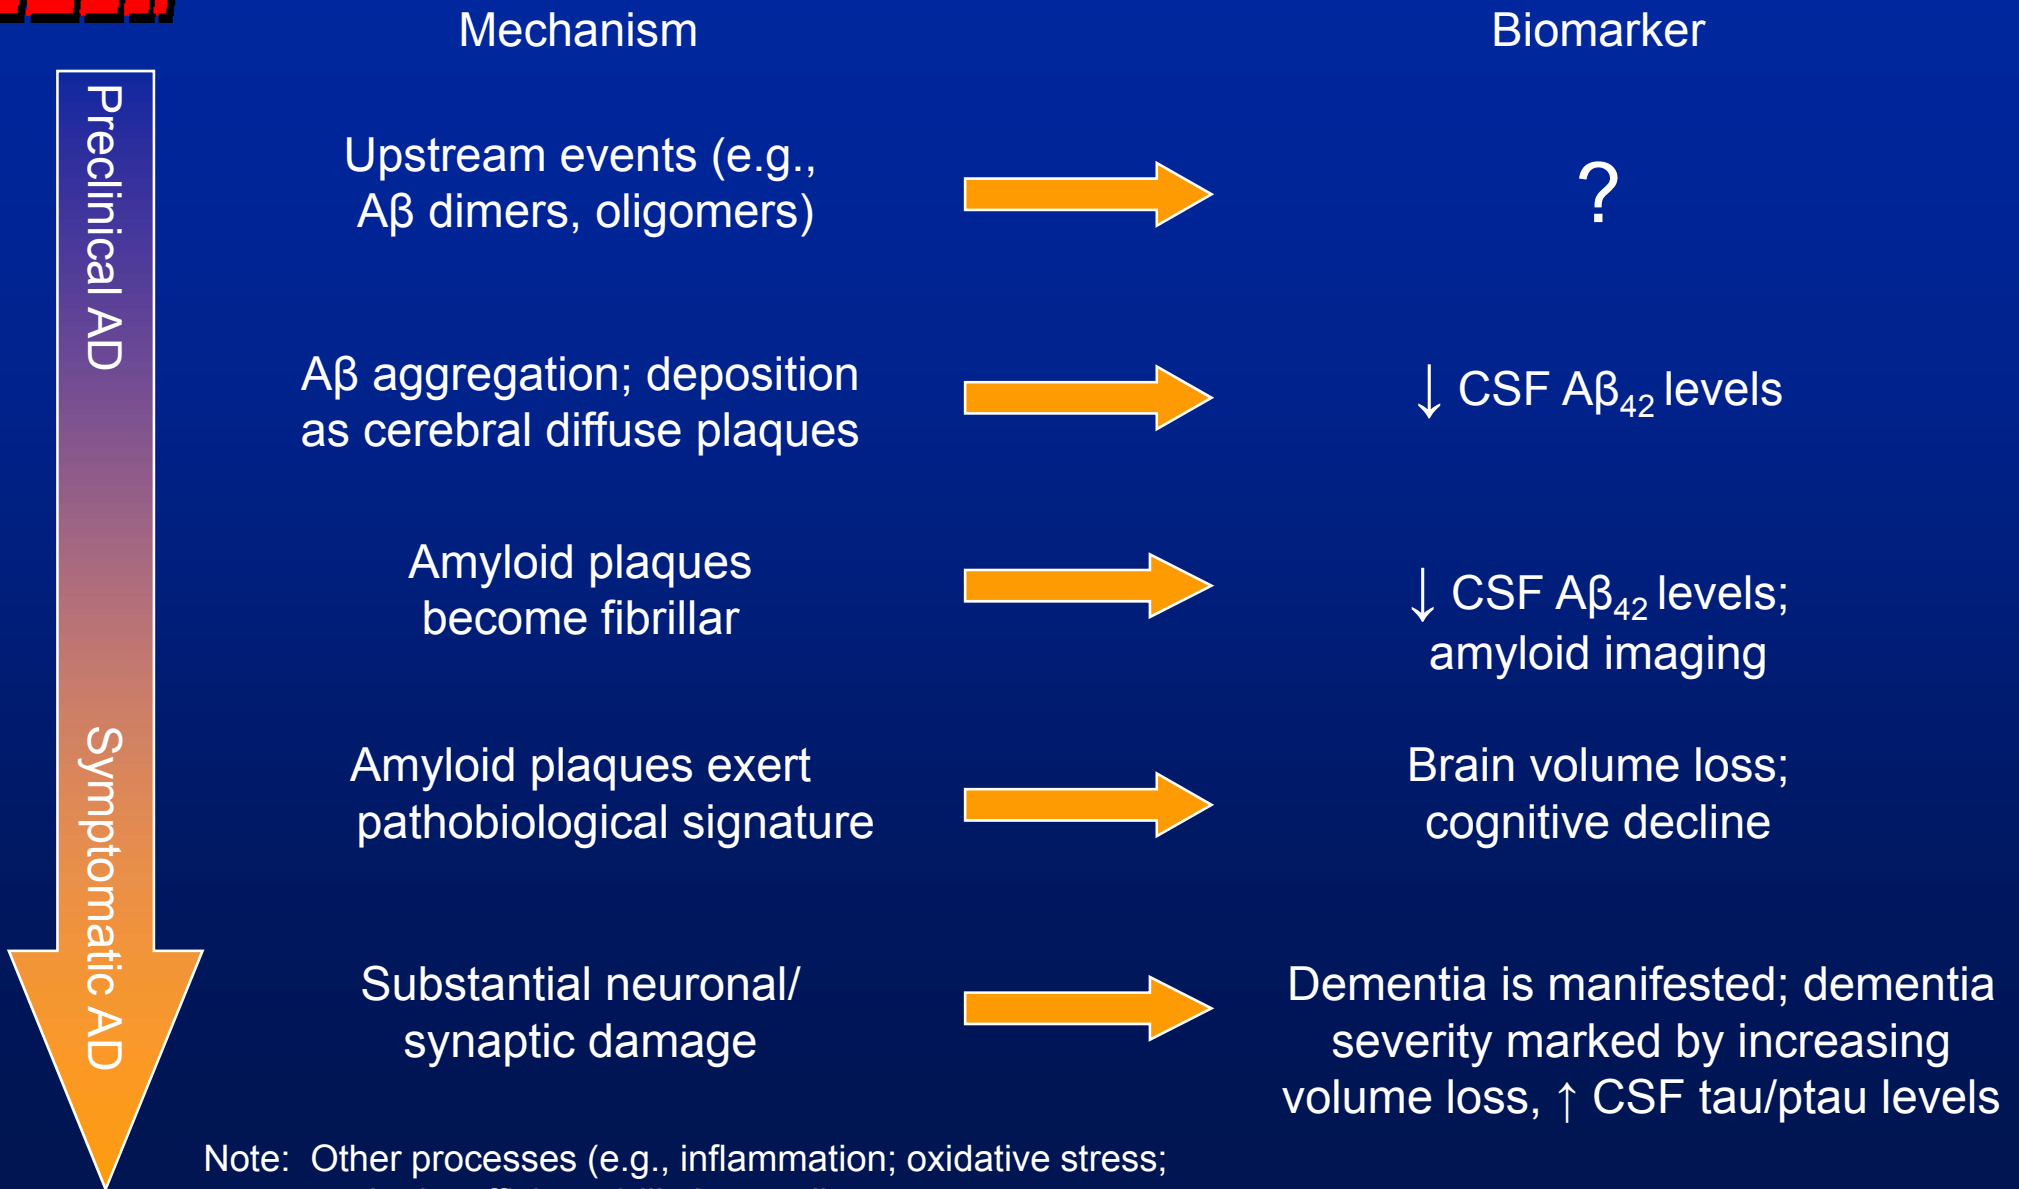 Mechanism
Biomarker
Preclinical AD
Symptomatic AD
Upstream events (e.g.,
Aβ dimers, oligomers)
?
Aβ aggregation; deposition
as cerebral diffuse plaques
↓ CSF Aβ₄₂ levels
Amyloid plaques
become fibrillar
↓ CSF Aβ₄₂ levels;
amyloid imaging
Amyloid plaques exert
pathobiological signature
Brain volume loss;
cognitive decline
Substantial neuronal/
synaptic damage
Dementia is manifested; dementia
severity marked by increasing
volume loss, ↑ CSF tau/ptau levels
Note: Other processes (e.g., inflammation; oxidative stress;